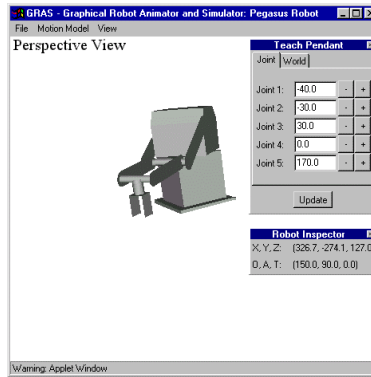 GRAS - Graphical Robot Animator and Simulator: Pegasus Robot
File Motion Model View
Perspective View
Teach Pendant
Joint World
Joint 1: -40.0 - +
Joint 2: -30.0 - +
Joint 3: 30.0 - +
Joint 4: 0.0 - +
Joint 5: 170.0 - +
Update
Robot Inspector
X, Y, Z: (326.7, -274.1, 127.0
O, A, T: (150.0, 90.0, 0.0)
Warning: Applet Window